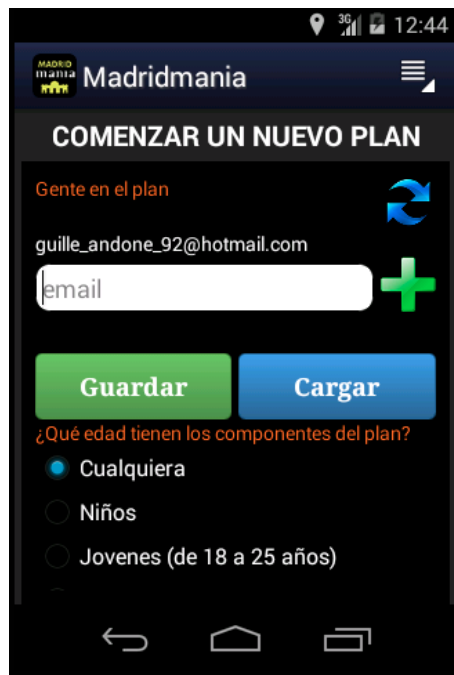 3G 12:44
MADRID
mania
Madridmania
COMENZAR UN NUEVO PLAN
Gente en el plan
guille_andone_92@hotmail.com
email
Guardar Cargar
¿Qué edad tienen los componentes del plan?
Cualquiera
Niños
Jovenes (de 18 a 25 años)